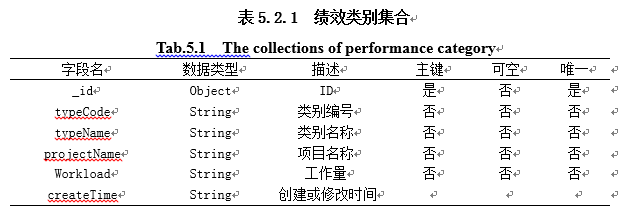 表5.2.1 绩效类别集合
Tab.5.1 The collections of performance category
字段名 数据类型 描述 主键 可空 唯一
_id Object ID 是 否 是
typeCode String 类别编号 否 否 否
typeName String 类别名称 否 否 否
projectName String 项目名称 否 否 否
Workload String 工作量 否 否 否
createTime String 创建或修改时间